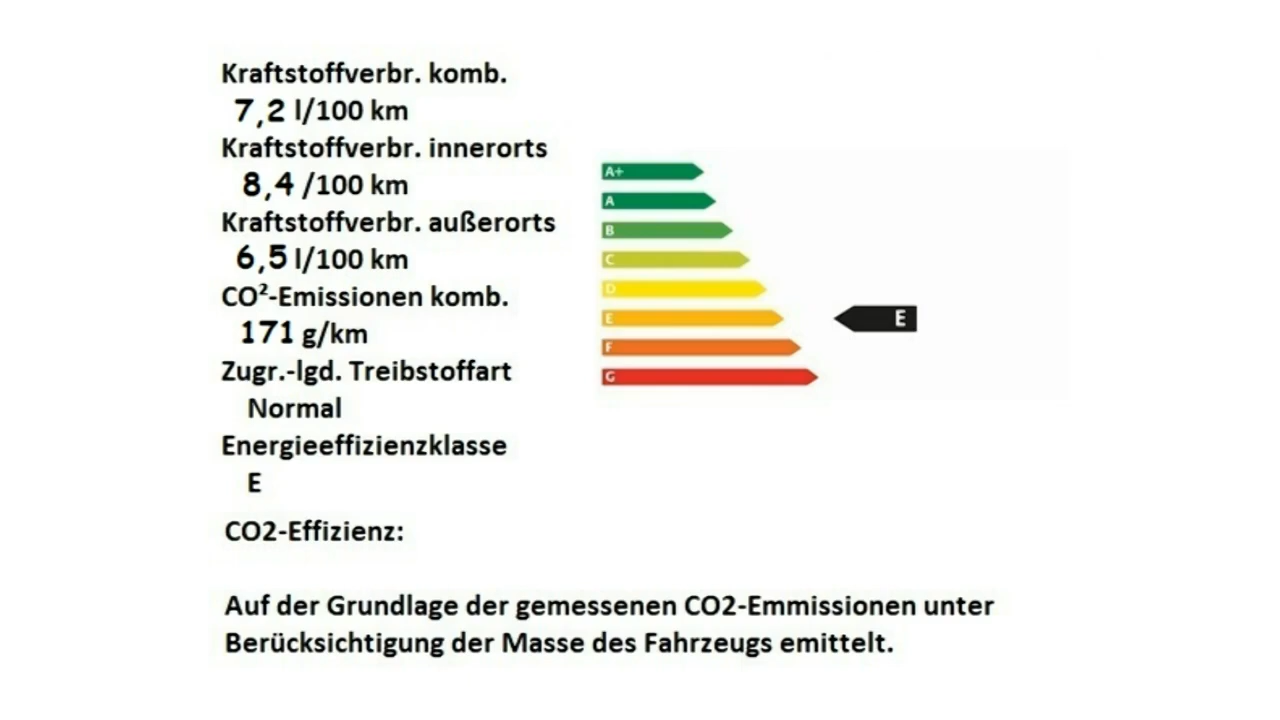 Kraftstoffverbr. komb.
7,2 l/100 km
Kraftstoffverbr. innerorts
8,4 /100 km
Kraftstoffverbr. außerorts
6,5 l/100 km
CO²-Emissionen komb.
171 g/km
Zugr.-lgd. Treibstoffart
Normal
Energieeffizienzklasse
E
A+
A
B
C
D
E
E
F
G
CO2-Effizienz:
Auf der Grundlage der gemessenen CO2-Emmissionen unter
Berücksichtigung der Masse des Fahrzeugs emittelt.